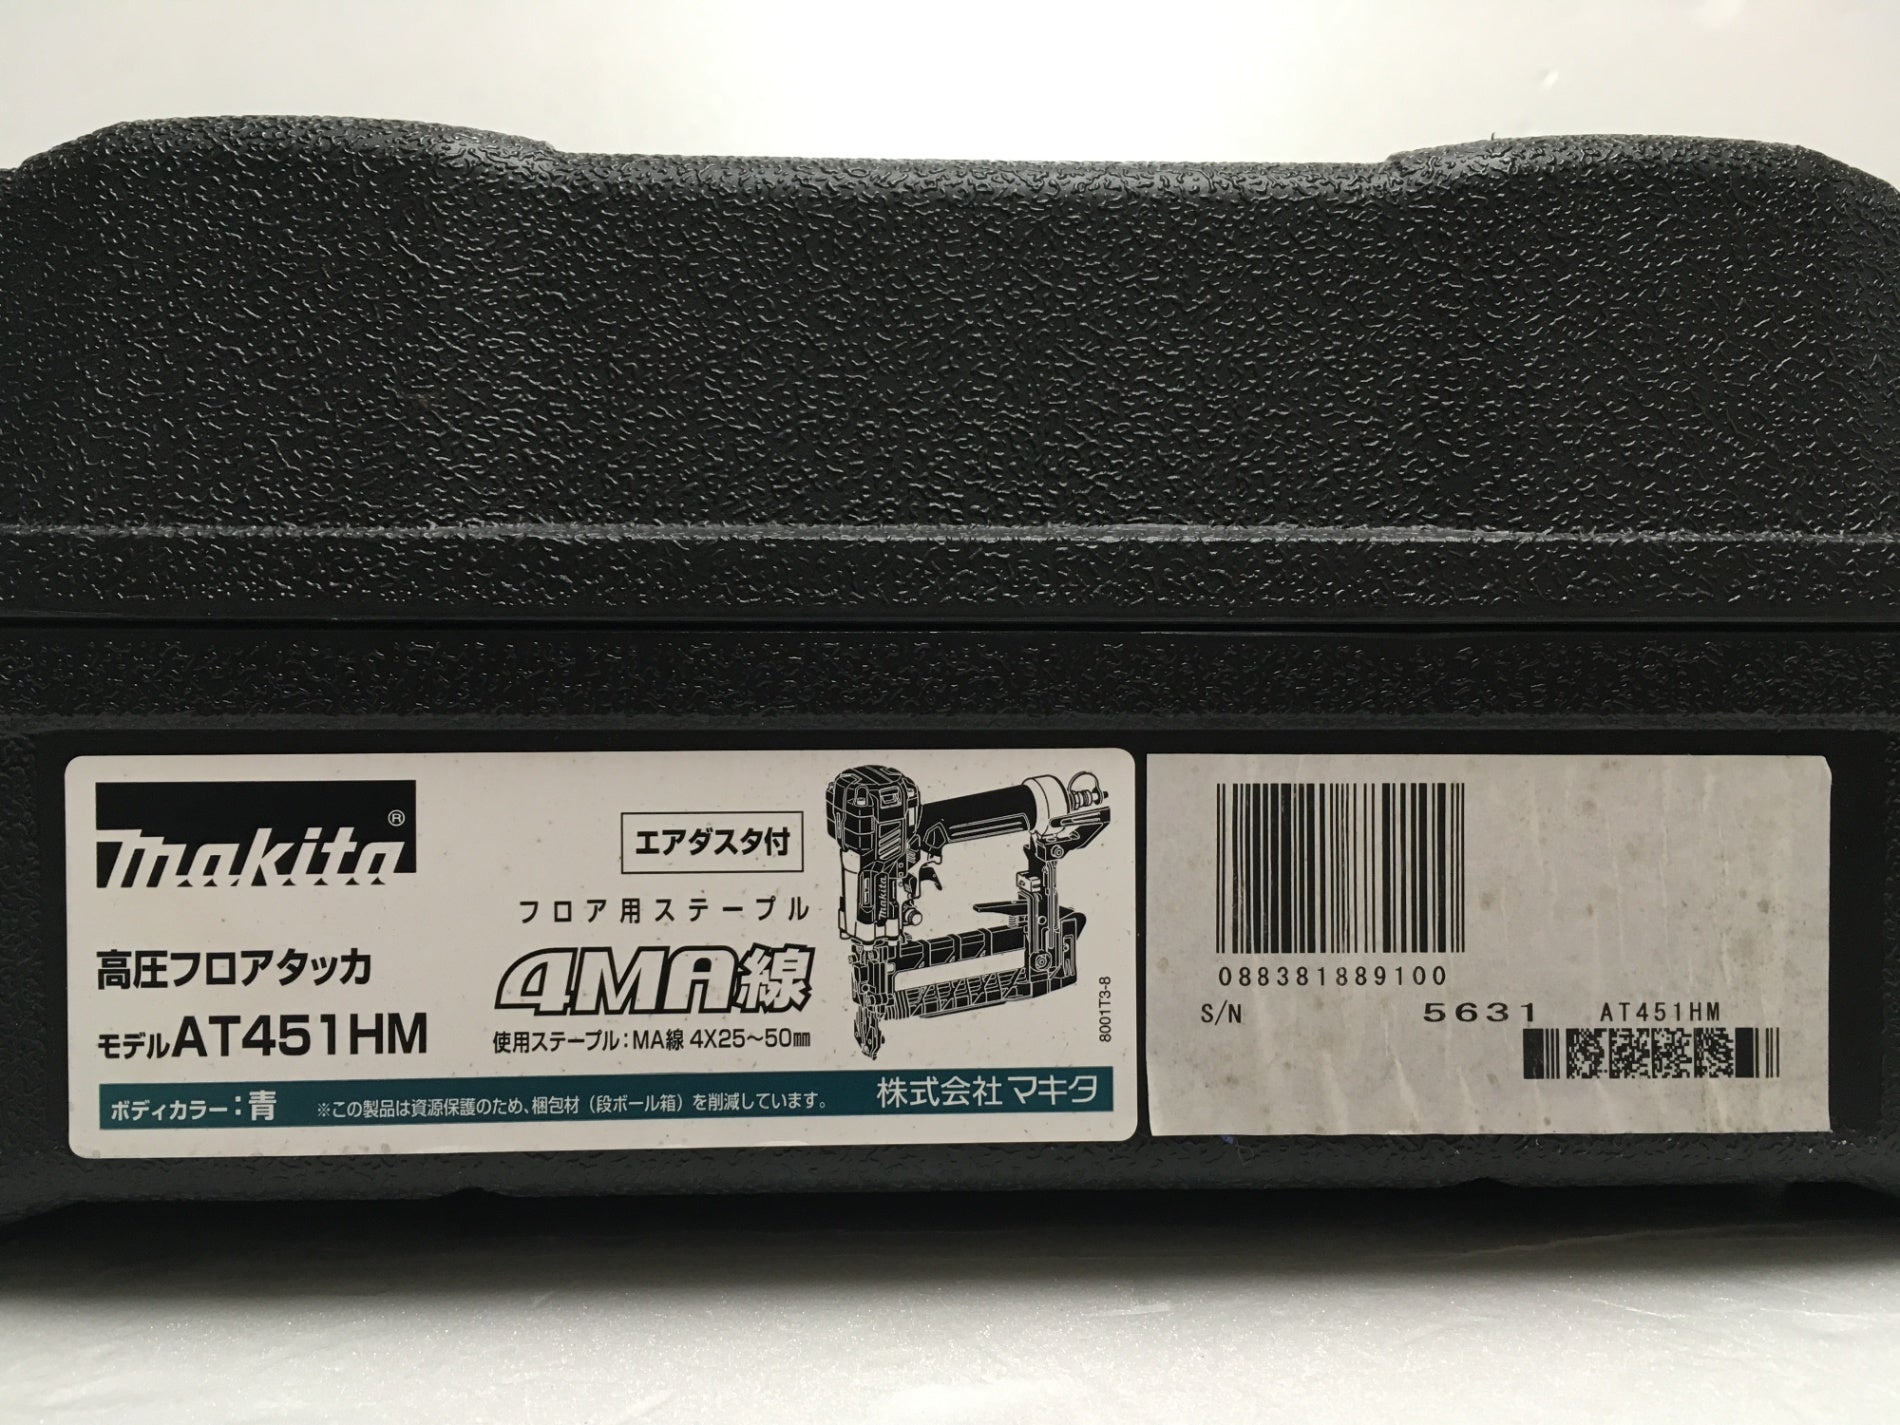 makita®
エアダスタ付
フロア用ステープル
高圧フロアタッカ
4MA線
モデルAT451HM
使用ステープル:MA線 4X25〜50㎜
makita
8001T3-8
ボディカラー:青
※この製品は資源保護のため、梱包材(段ボール箱)を削減しています。
株式会社マキタ
088381889100
S/N 5631 AT451HM